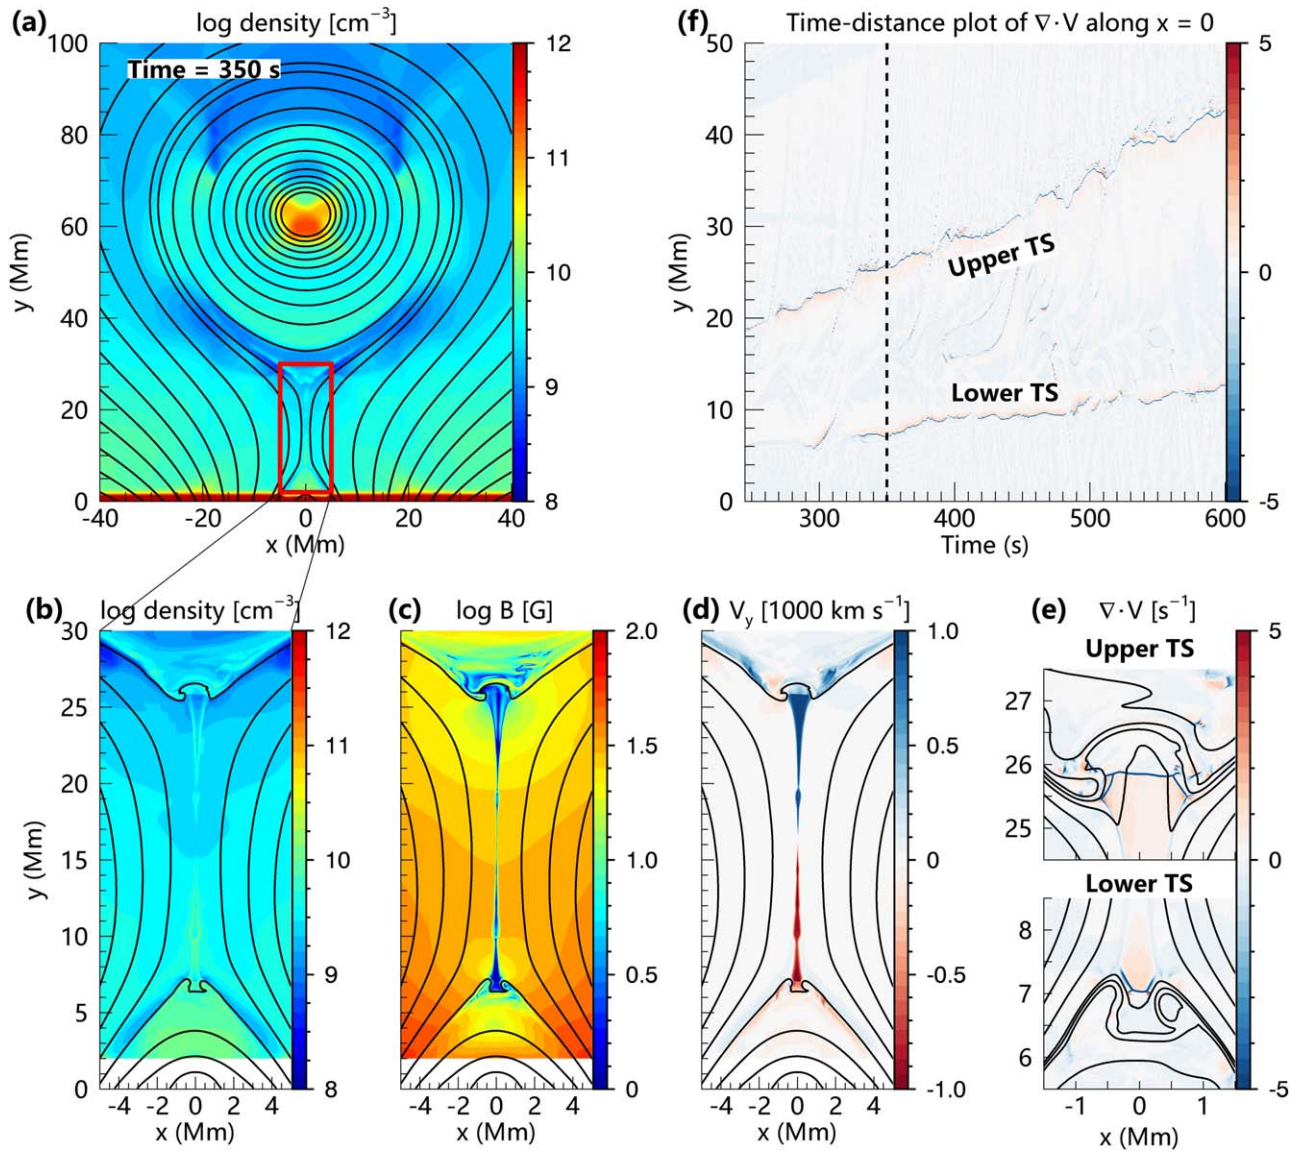 (a) log density [cm⁻³]
Time = 350 s
100
80
60
40
20
0
y (Mm)
-40 -20 0 20 40
x (Mm)
12
11
10
9
8
(f) Time-distance plot of ∇·V along x = 0
50
40
30
20
10
0
y (Mm)
Upper TS
Lower TS
300 400 500 600
Time (s)
5
0
-5
(b) log density [cm⁻³]
30
25
20
15
10
5
0
y (Mm)
-4 -2 0 2 4
x (Mm)
12
11
10
9
8
(c) log B [G]
-4 -2 0 2 4
x (Mm)
2.0
1.5
1.0
0.5
0
(d) Vy [1000 km s⁻¹]
-4 -2 0 2 4
x (Mm)
1.0
0.5
0
-0.5
-1.0
(e) ∇·V [s⁻¹]
Upper TS
27
26
25
Lower TS
8
7
6
-1 0 1
x (Mm)
5
0
-5